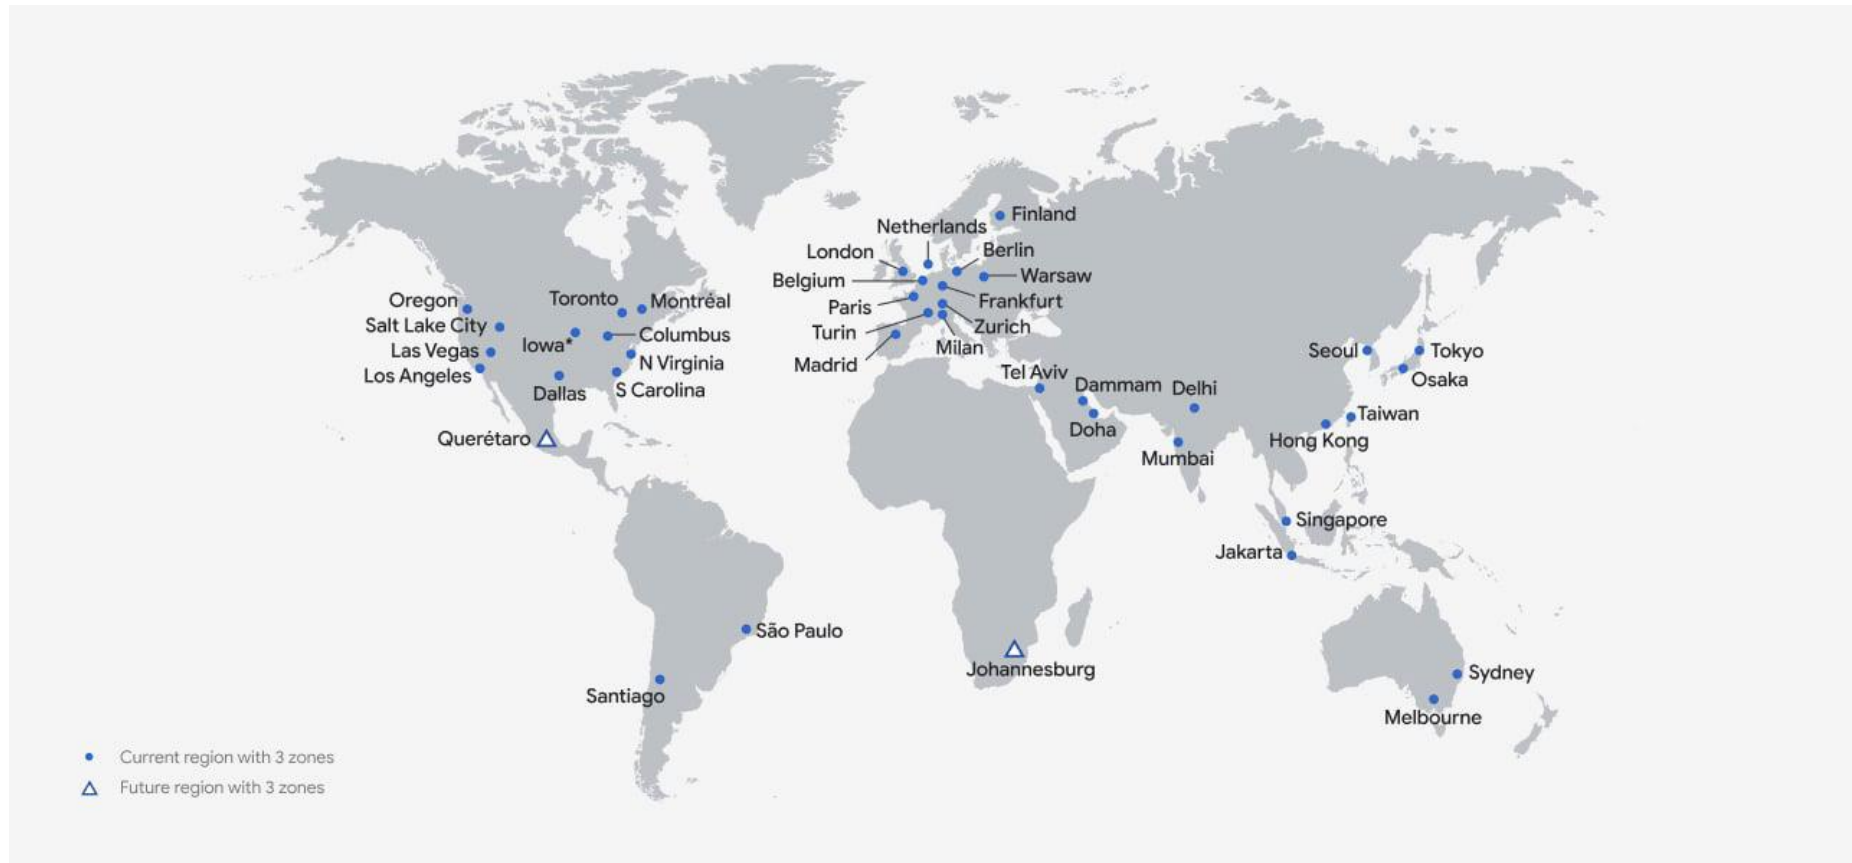 Finland
Netherlands
London
Berlin
Belgium
Warsaw
Paris
Frankfurt
Turin
Zurich
Milan
Madrid
Oregon
Toronto
Montréal
Salt Lake City
Iowa*
Columbus
Las Vegas
N Virginia
Los Angeles
Dallas
S Carolina
Querétaro
Tel Aviv
Dammam
Delhi
Doha
Mumbai
Seoul
Tokyo
Osaka
Taiwan
Hong Kong
Singapore
Jakarta
São Paulo
Santiago
Johannesburg
Sydney
Melbourne
Current region with 3 zones
Future region with 3 zones